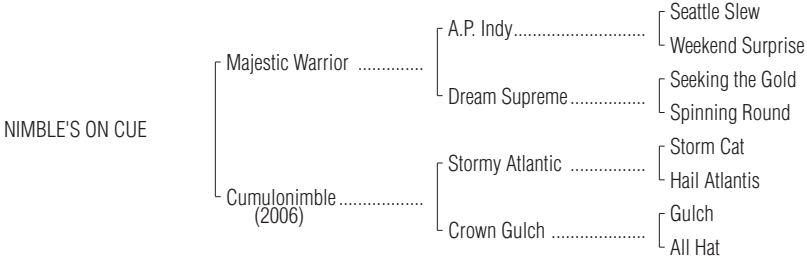 Seattle Slew
A.P. Indy..............................
Weekend Surprise
Majestic Warrior ..............
Seeking the Gold
Dream Supreme.................
Spinning Round
NIMBLE'S ON CUE
Storm Cat
Stormy Atlantic .................
Hail Atlantis
Cumulonimble...................
(2006)
Gulch
Crown Gulch .....................
All Hat